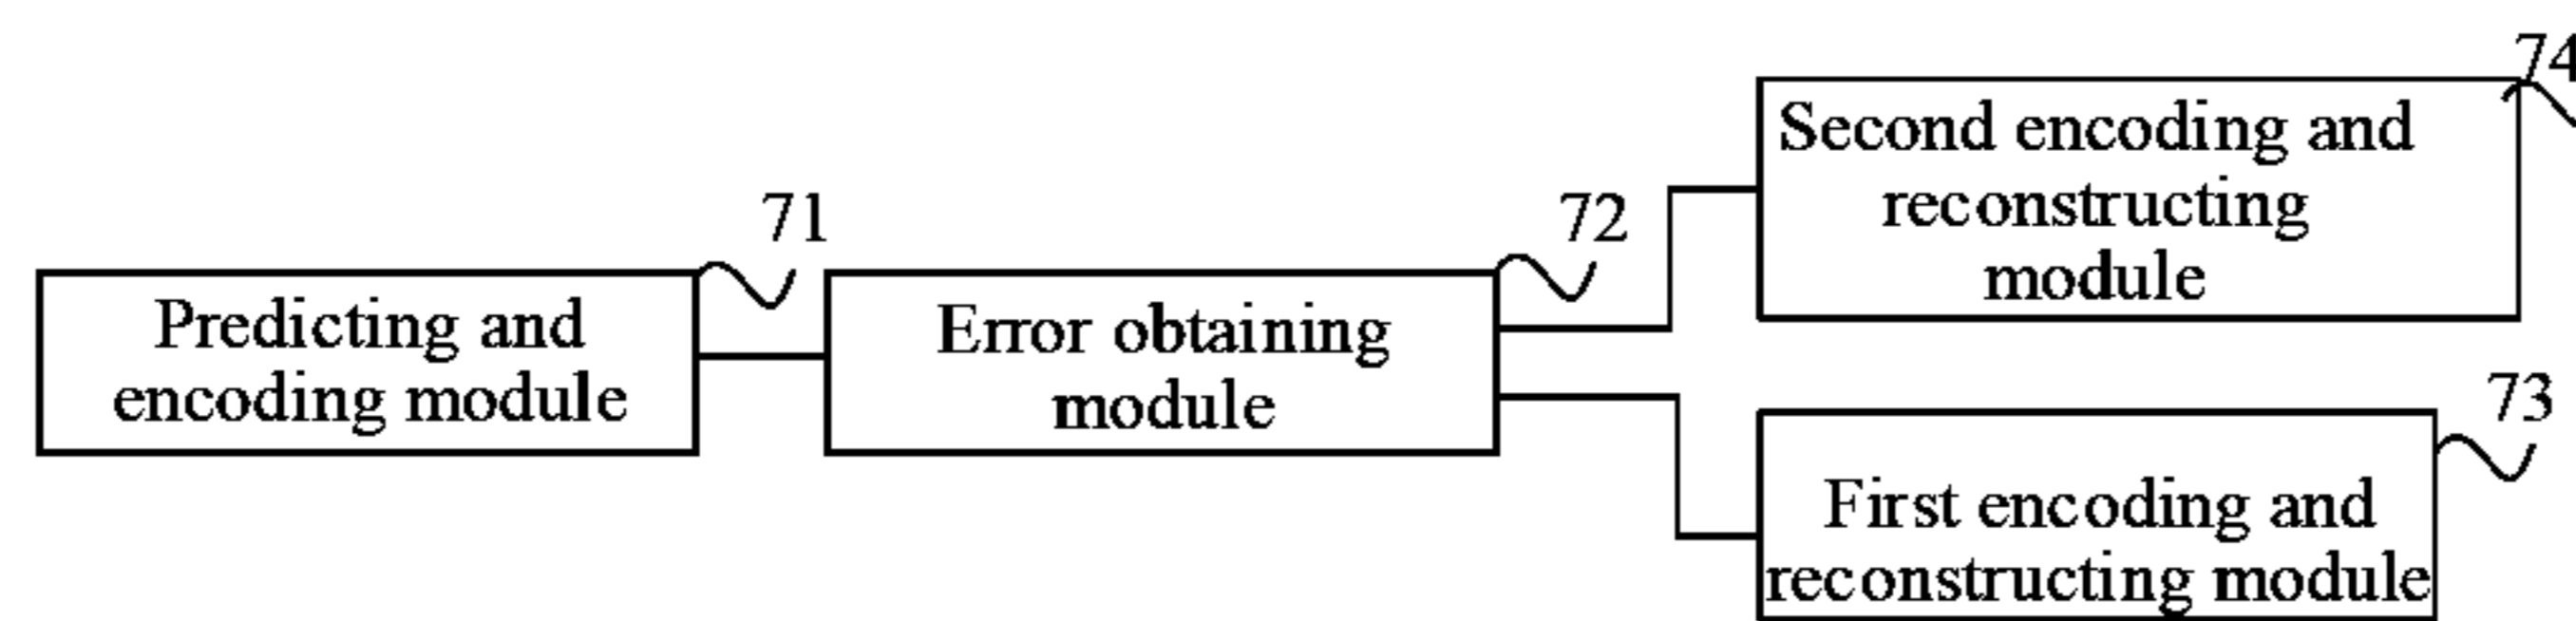 74
Second encoding and
reconstructing
module
71
72
Predicting and
encoding module
Error obtaining
module
73
First encoding and
reconstructing module